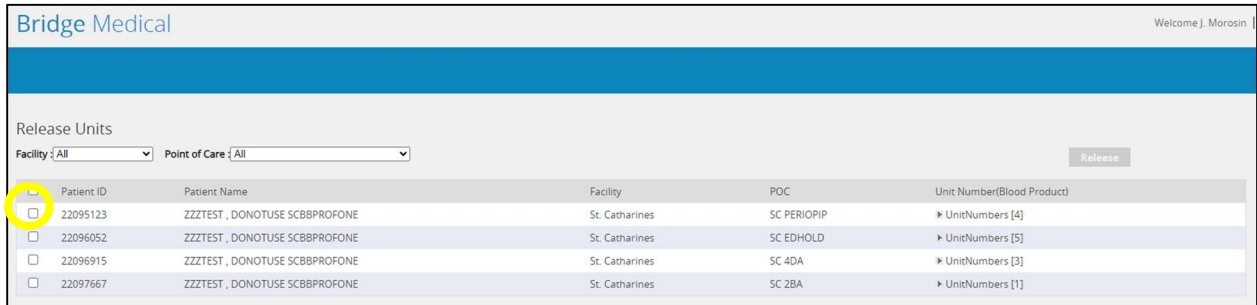 Bridge Medical
Welcome J. Morosin |
Release Units
Facility : All Point of Care : All
Release
Patient ID Patient Name Facility POC Unit Number(Blood Product)
22095123 ZZZTEST , DONOTUSE SCBBPROFONE St. Catharines SC PERIOPIP UnitNumbers [4]
22096052 ZZZTEST , DONOTUSE SCBBPROFONE St. Catharines SC EDHOLD UnitNumbers [5]
22096915 ZZZTEST , DONOTUSE SCBBPROFONE St. Catharines SC 4DA UnitNumbers [3]
22097667 ZZZTEST , DONOTUSE SCBBPROFONE St. Catharines SC 2BA UnitNumbers [1]